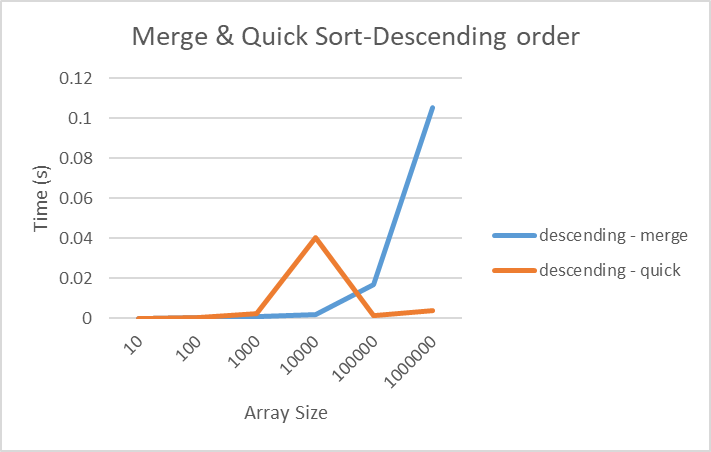 Merge & Quick Sort-Descending order
0.12
0.1
0.08
0.06
0.04
0.02
0
Time (s)
10
100
1000
10000
100000
1000000
Array Size
descending - merge
descending - quick